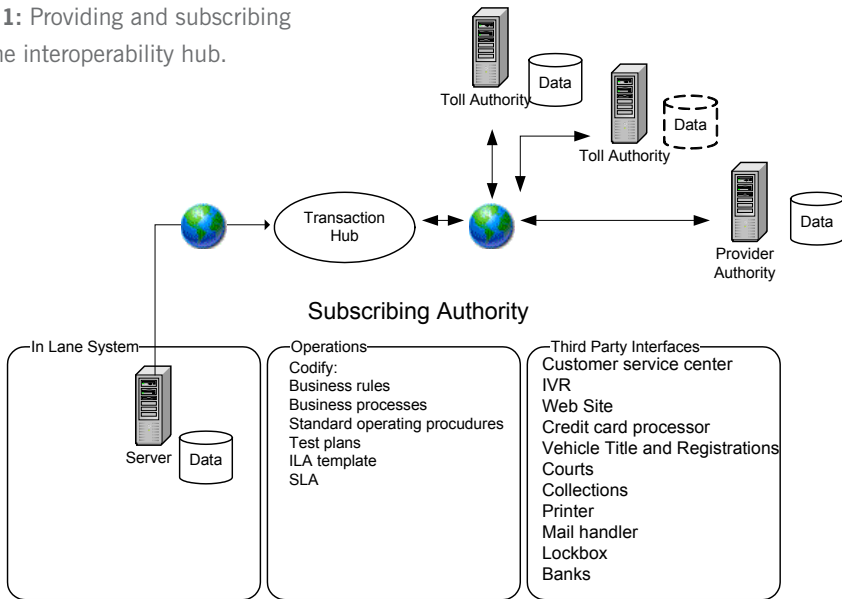 1: Providing and subscribing
ne interoperability hub.
Data
Toll Authority
Data
Toll Authority
Transaction
Hub
Data
Provider
Authority
Subscribing Authority
In Lane System
Server
Data
Operations
Codify:
Business rules
Business processes
Standard operating procudures
Test plans
ILA template
SLA
Third Party Interfaces
Customer service center
IVR
Web Site
Credit card processor
Vehicle Title and Registrations
Courts
Collections
Printer
Mail handler
Lockbox
Banks